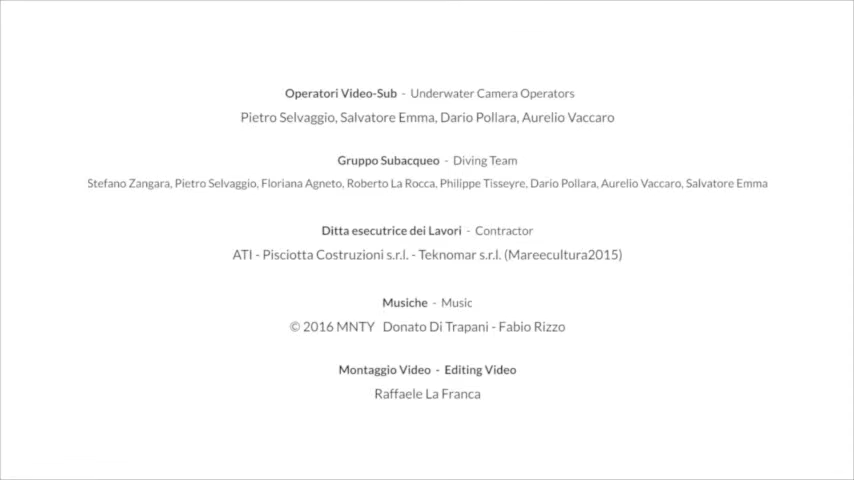 Operatori Video-Sub - Underwater Camera Operators
Pietro Selvaggio, Salvatore Emma, Dario Pollara, Aurelio Vaccaro
Gruppo Subacqueo - Diving Team
Stefano Zangara, Pietro Selvaggio, Floriana Agneto, Roberto La Rocca, Philippe Tisseyre, Dario Pollara, Aurelio Vaccaro, Salvatore Emma
Ditta esecutrice dei Lavori - Contractor
ATI - Pisciotta Costruzioni s.r.l. - Teknomar s.r.l. (Mareecultura2015)
Musiche - Music
© 2016 MNTY Donato Di Trapani - Fabio Rizzo
Montaggio Video - Editing Video
Raffaele La Franca